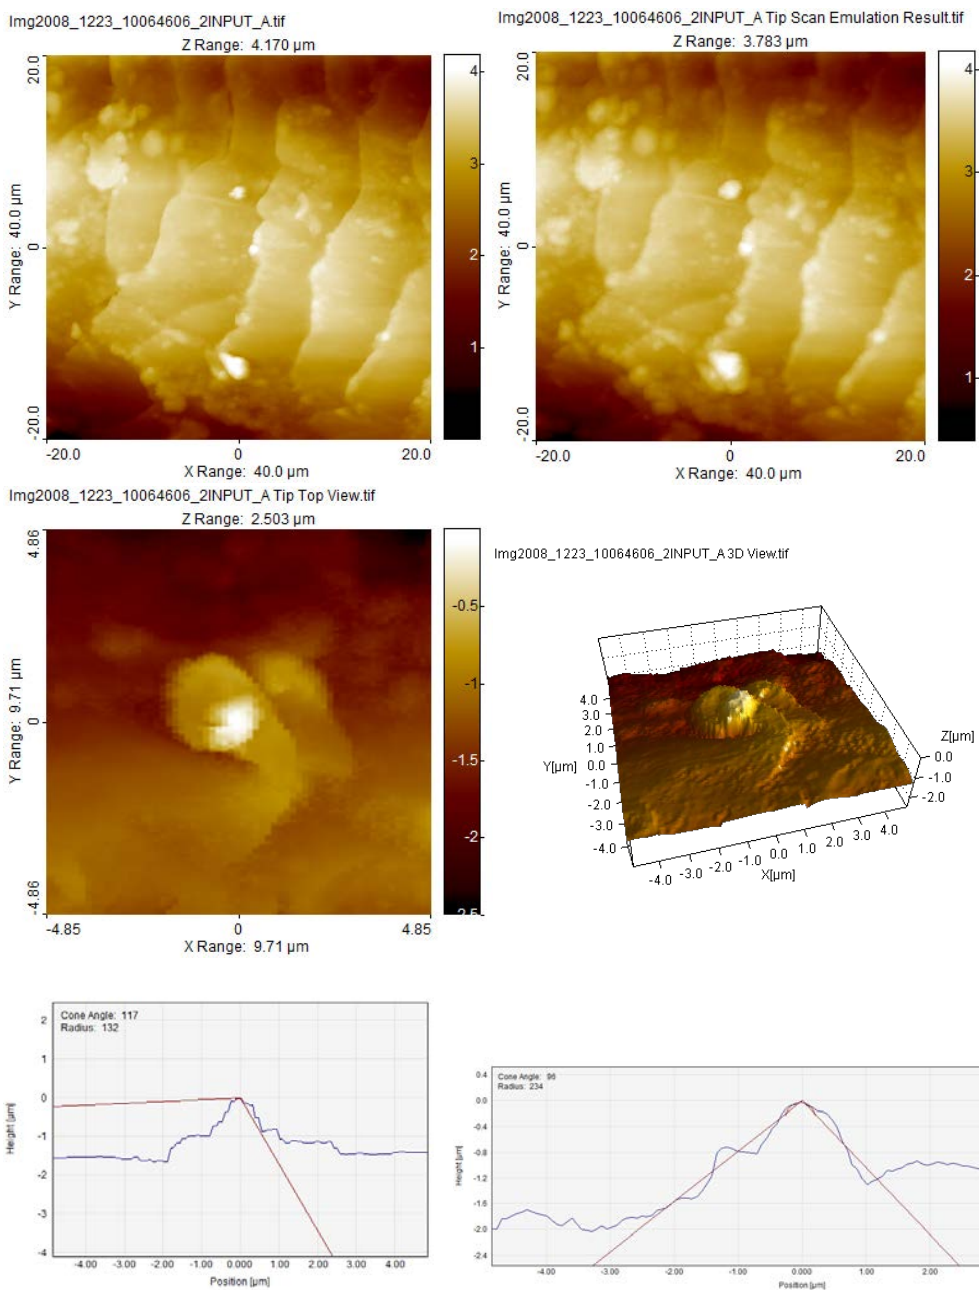 Img2008_1223_10064606_2INPUT_A.tif
Z Range: 4.170 µm
20.0
Y Range: 40.0 µm
0
-20.0
-20.0 0 20.0
X Range: 40.0 µm
4
3
2
1
Img2008_1223_10064606_2INPUT_A Tip Scan Emulation Result.tif
Z Range: 3.783 µm
20.0
Y Range: 40.0 µm
0
-20.0
-20.0 0 20.0
X Range: 40.0 µm
4
3
2
1
Img2008_1223_10064606_2INPUT_A Tip Top View.tif
Z Range: 2.503 µm
4.86
Y Range: 9.71 µm
0
-4.86
-4.85 0 4.85
X Range: 9.71 µm
-0.5
-1
-1.5
-2
2.5
Img2008_1223_10064606_2INPUT_A 3D View.tif
4.0
3.0
2.0
1.0
Y[µm] 0.0
-1.0
-2.0
-3.0
-4.0
-4.0 -3.0 -2.0 -1.0 0.0 1.0 2.0 3.0 4.0
X[µm]
Z[µm]
0.0
-1.0
-2.0
Cone Angle: 117
Radius: 132
2
1
0
-1
-2
-3
-4
Height [µm]
-4.00 -3.00 -2.00 -1.00 0.000 1.00 2.00 3.00 4.00
Position [µm]
Cone Angle: 96
Radius: 234
0.4
0.0
-0.4
-0.8
-1.2
-1.6
-2.0
-2.4
Height [µm]
-4.00 -3.00 -2.00 -1.00 0.000 1.00 2.00
Position [µm]